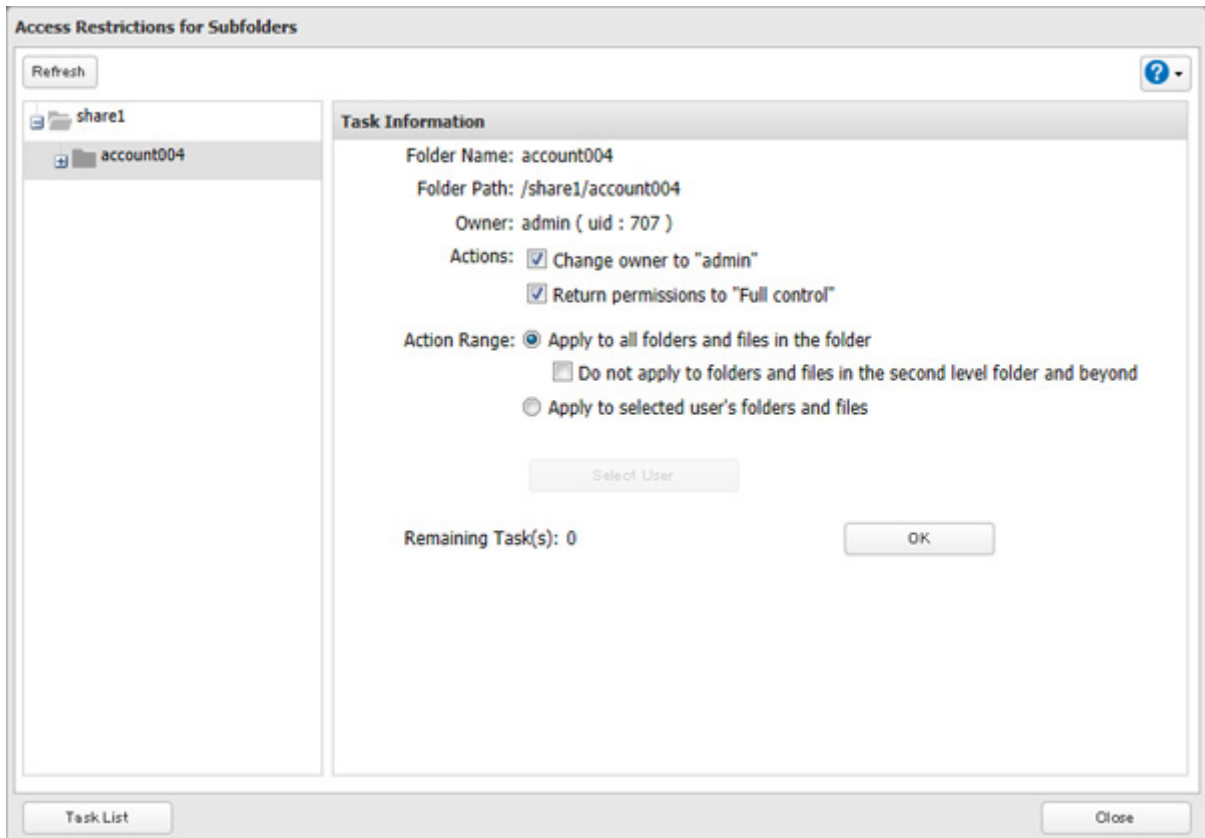 Access Restrictions for Subfolders
Refresh
?
share1
account004
Task Information
Folder Name: account004
Folder Path: /share1/account004
Owner: admin ( uid : 707 )
Actions: Change owner to "admin"
Return permissions to "Full control"
Action Range: Apply to all folders and files in the folder
Do not apply to folders and files in the second level folder and beyond
Apply to selected user's folders and files
Select User
Remaining Task(s): 0
OK
Task List
Close